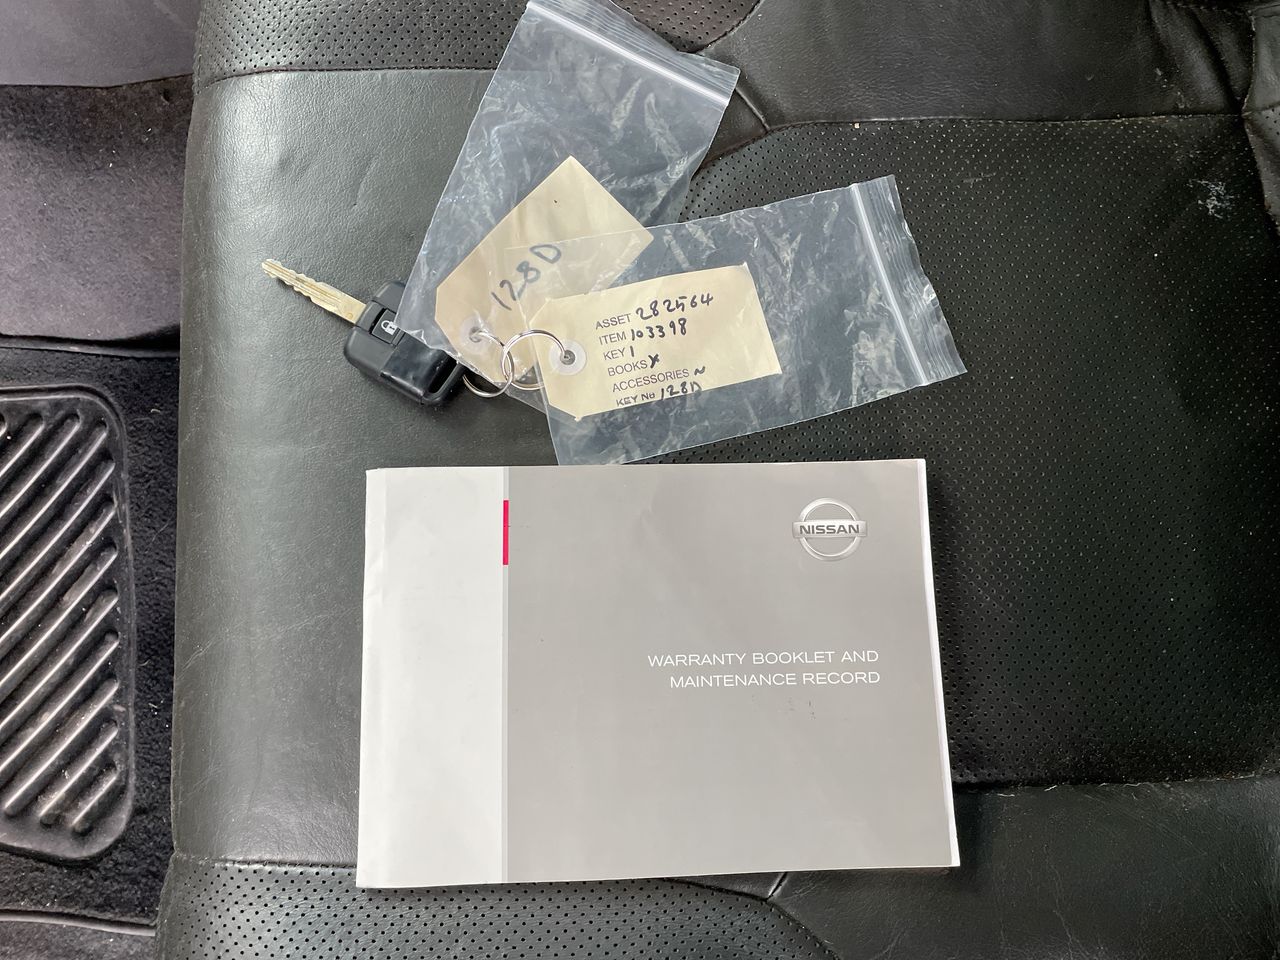 128D
ASSET 282564
ITEM 103398
KEY 1
BOOKS
ACCESSORIES N
KEY No 128D
NISSAN
WARRANTY BOOKLET AND
MAINTENANCE RECORD